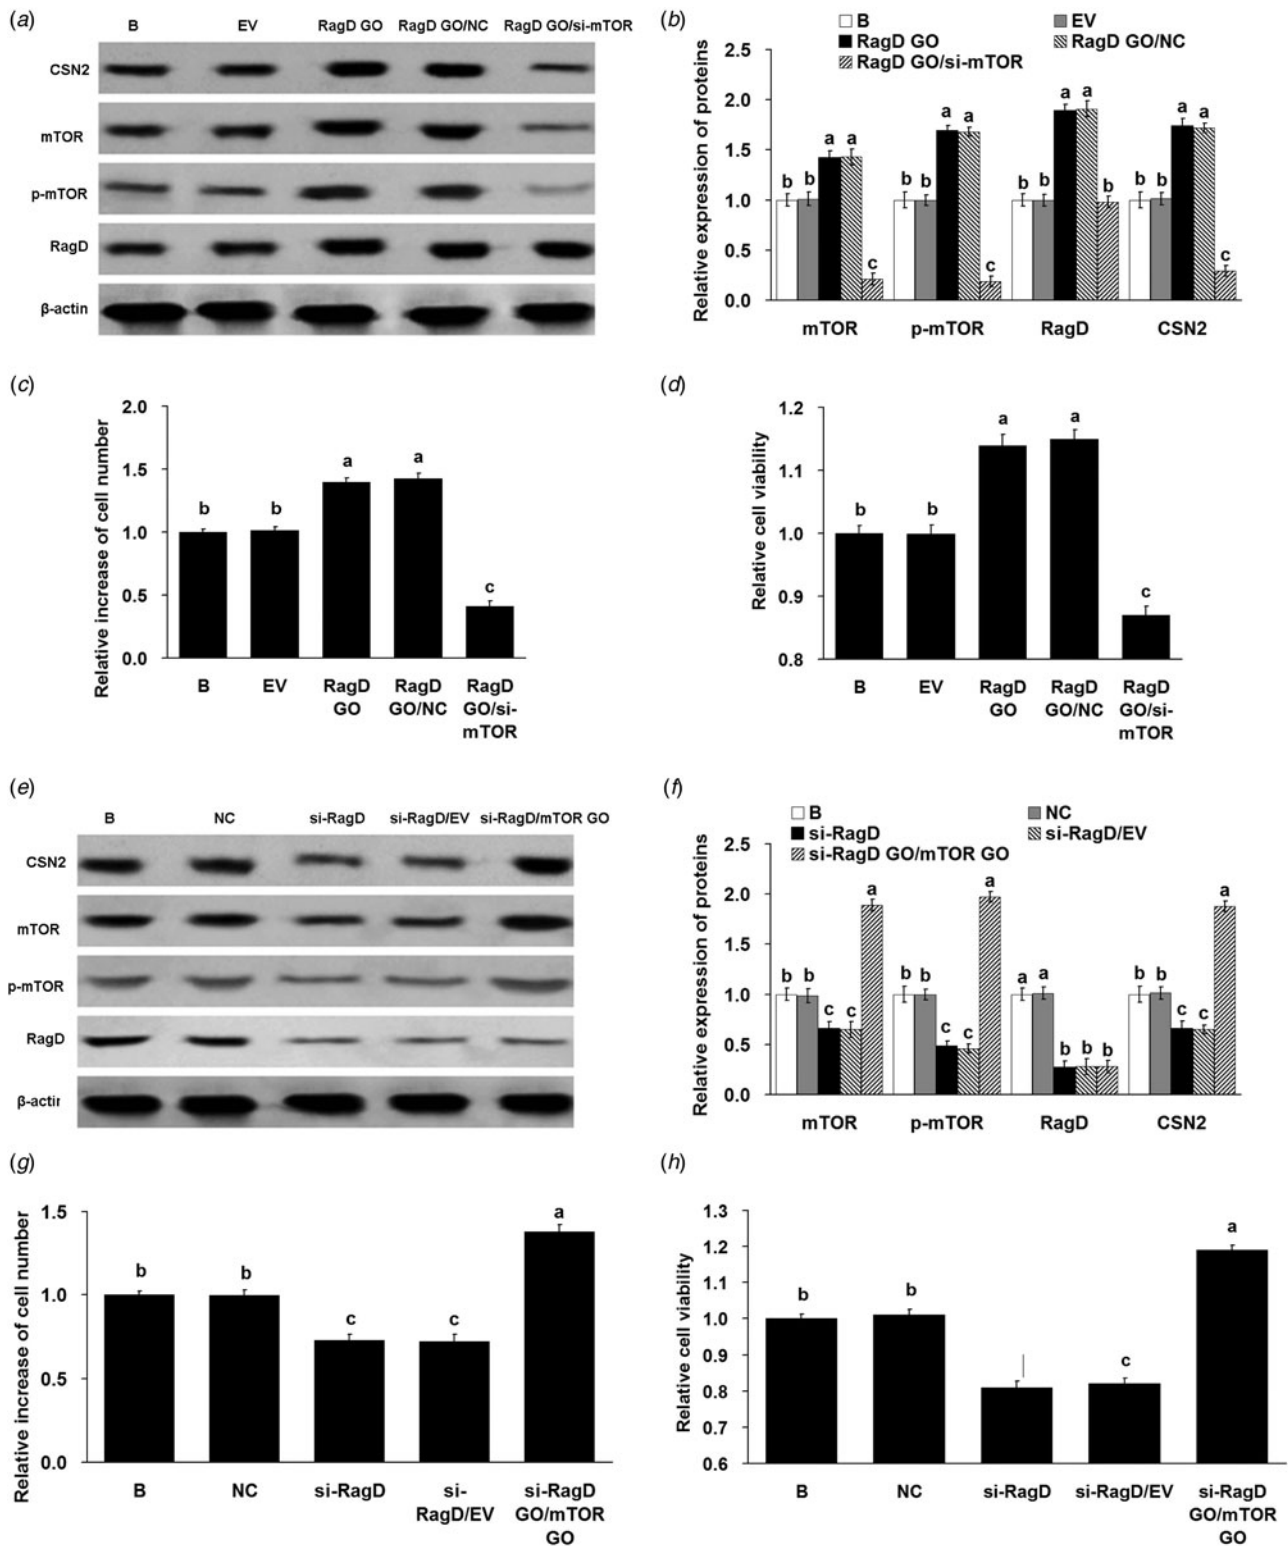 (a)
B EV RagD GO RagD GO/NC RagD GO/si-mTOR
CSN2
mTOR
p-mTOR
RagD
β-actin
(b)
B EV
RagD GO RagD GO/NC
RagD GO/si-mTOR
Relative expression of proteins
2.5
2.0
1.5
1.0
0.5
0.0
b b a a c
b b a a c
b b a a b
b b a a c
mTOR p-mTOR RagD CSN2
(c)
Relative increase of cell number
2.0
1.5
1.0
0.5
0.0
b b a a c
B EV RagD RagD RagD
GO GO/NC GO/si-
mTOR
(d)
Relative cell viability
1.2
1.1
1.0
0.9
0.8
b b a a c
B EV RagD RagD RagD
GO GO/NC GO/si-
mTOR
(e)
B NC si-RagD si-RagD/EV si-RagD/mTOR GO
CSN2
mTOR
p-mTOR
RagD
β-actir
(f)
B NC
si-RagD si-RagD/EV
si-RagD GO/mTOR GO
Relative expression of proteins
2.5
2.0
1.5
1.0
0.5
0.0
b b c c a
b b c c a
a a b b b
b b c c a
mTOR p-mTOR RagD CSN2
(g)
Relative increase of cell number
1.5
1.0
0.5
0.0
b b c c a
B NC si-RagD si- si-RagD
RagD/EV GO/mTOR
GO
(h)
Relative cell viability
1.3
1.2
1.1
1.0
0.9
0.8
0.7
0.6
b b c a
B NC si-RagD si-RagD/EV si-RagD
GO/mTOR
GO